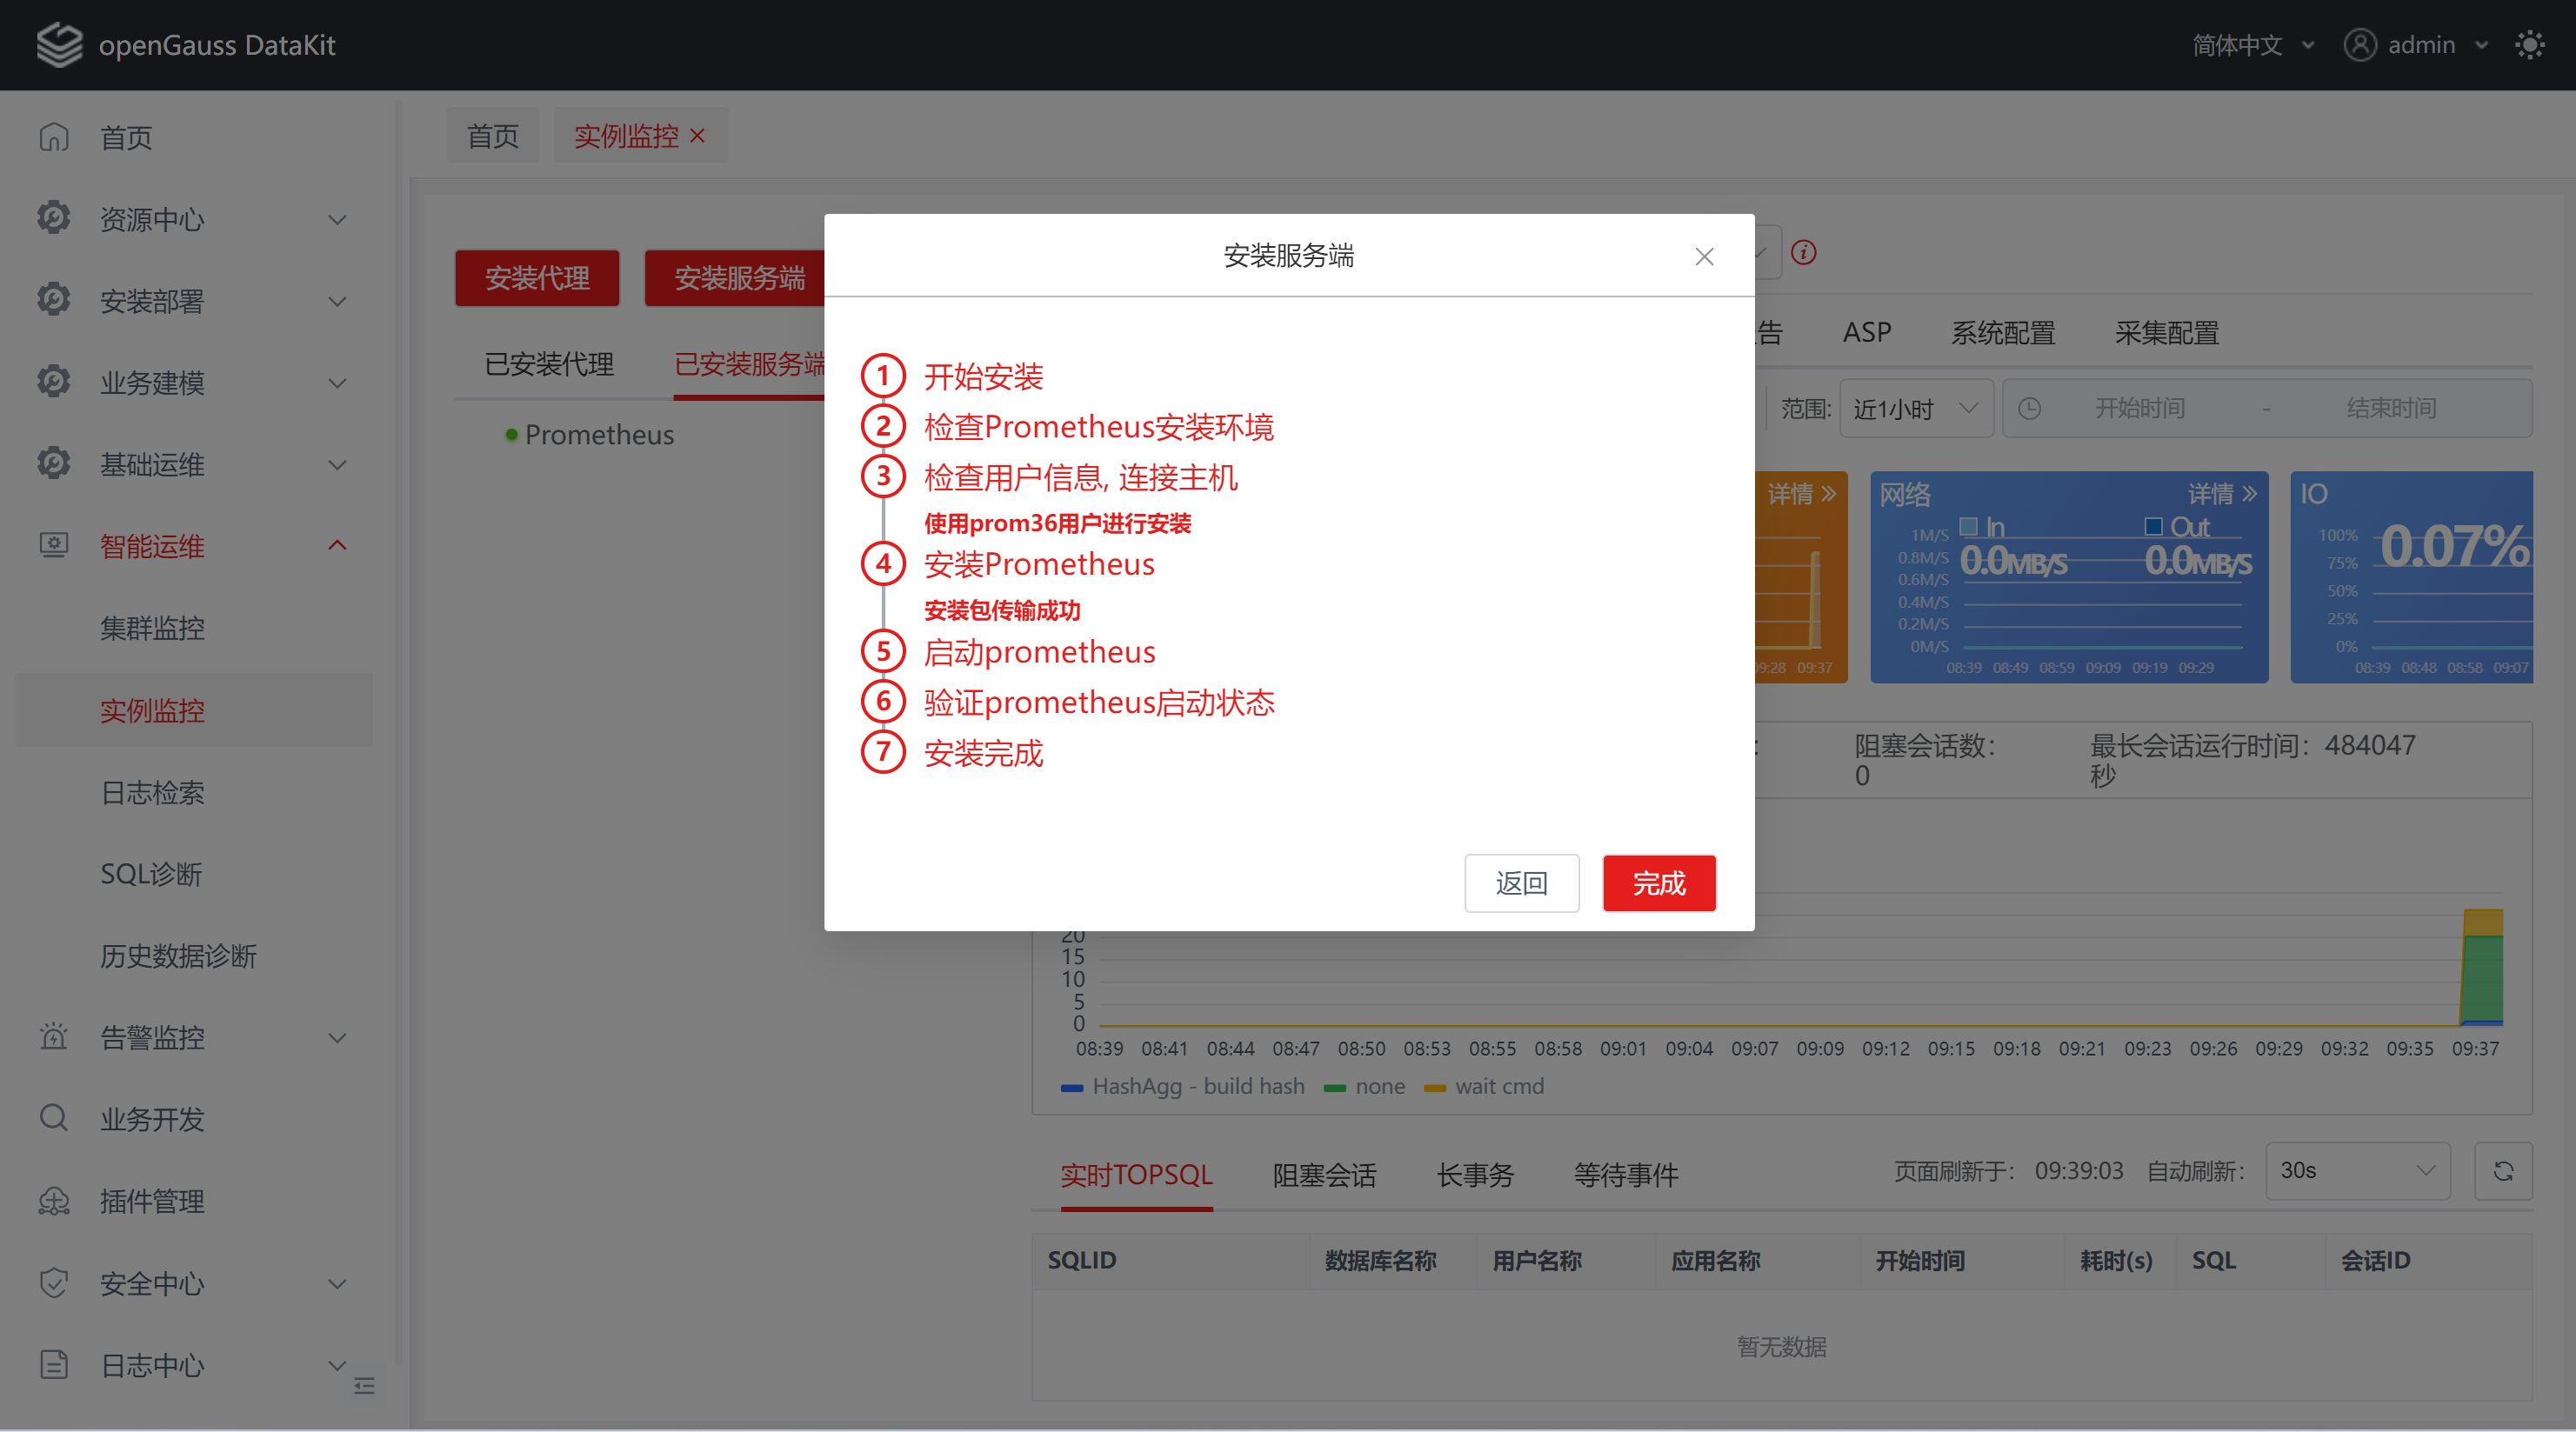 openGauss DataKit
简体中文
admin
首页
资源中心
安装部署
业务建模
基础运维
智能运维
集群监控
实例监控
日志检索
SQL诊断
历史数据诊断
告警监控
业务开发
插件管理
安全中心
日志中心
首页
实例监控
安装代理
安装服务端
已安装代理
已安装服务端
Prometheus
安装服务端
1 开始安装
2 检查Prometheus安装环境
3 检查用户信息, 连接主机
使用prom36用户进行安装
4 安装Prometheus
安装包传输成功
5 启动prometheus
6 验证prometheus启动状态
7 安装完成
返回
完成
告
ASP
系统配置
采集配置
范围:
近1小时
开始时间
-
结束时间
详情
09:37
网络
详情
In
Out
0.0MB/S
0.0MB/S
1M/S
0.8M/S
0.6M/S
0.4M/S
0.2M/S
0M/S
08:39 08:49 08:59 09:09 09:19 09:29
IO
0.07%
100%
75%
50%
25%
0%
08:39 08:48 08:58 09:07
阻塞会话数：
0
最长会话运行时间：484047
秒
20
15
10
5
0
08:39 08:41 08:44 08:47 08:50 08:53 08:55 08:58 09:01 09:04 09:07 09:09 09:12 09:15 09:18 09:21 09:23 09:26 09:29 09:32 09:35 09:37
HashAgg - build hash
none
wait cmd
实时TOPSQL
阻塞会话
长事务
等待事件
页面刷新于： 09:39:03
自动刷新：
30s
SQLID
数据库名称
用户名称
应用名称
开始时间
耗时(s)
SQL
会话ID
暂无数据